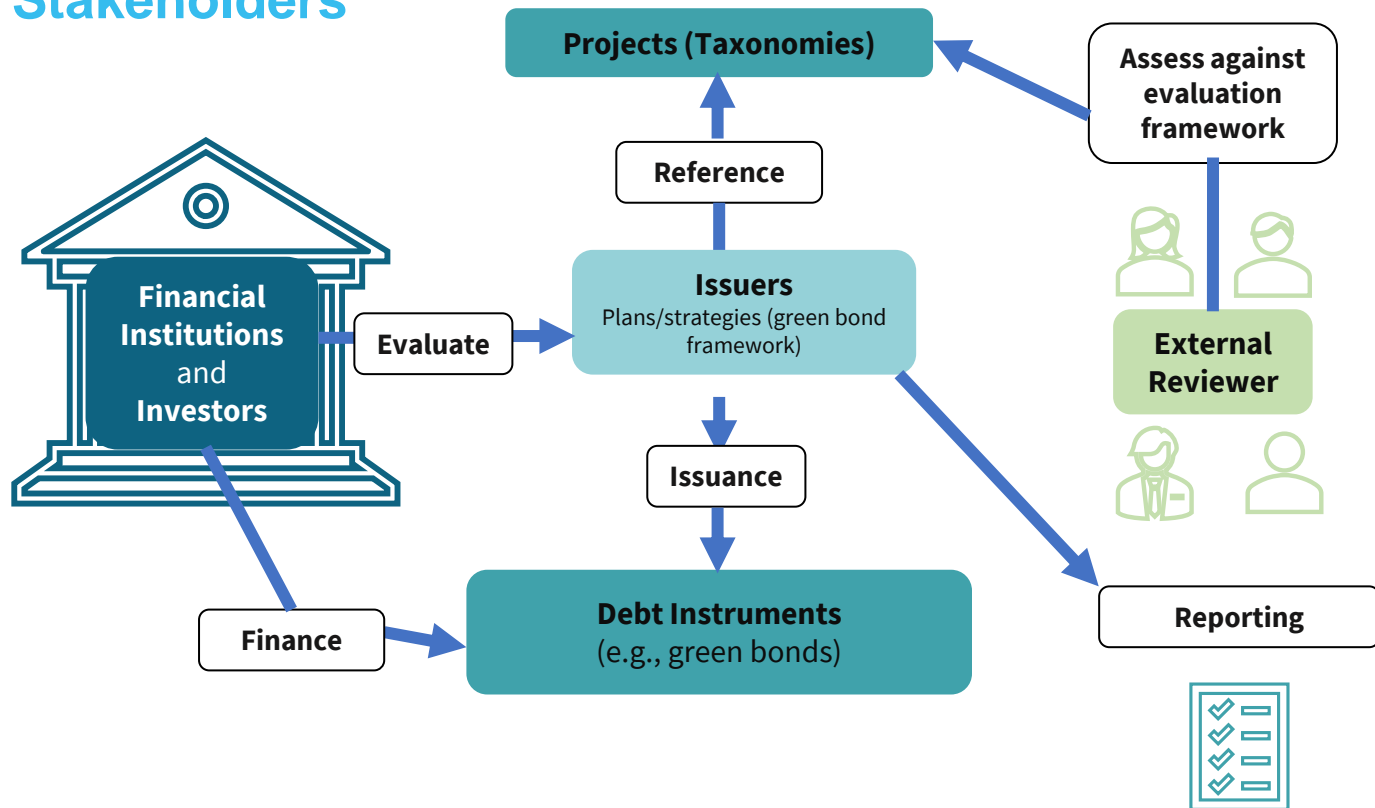 Stakeholders
Projects (Taxonomies)
Assess against
evaluation
framework
Reference
Financial
Institutions
and
Investors
Evaluate
Issuers
Plans/strategies (green bond
framework)
External
Reviewer
Issuance
Finance
Debt Instruments
(e.g., green bonds)
Reporting